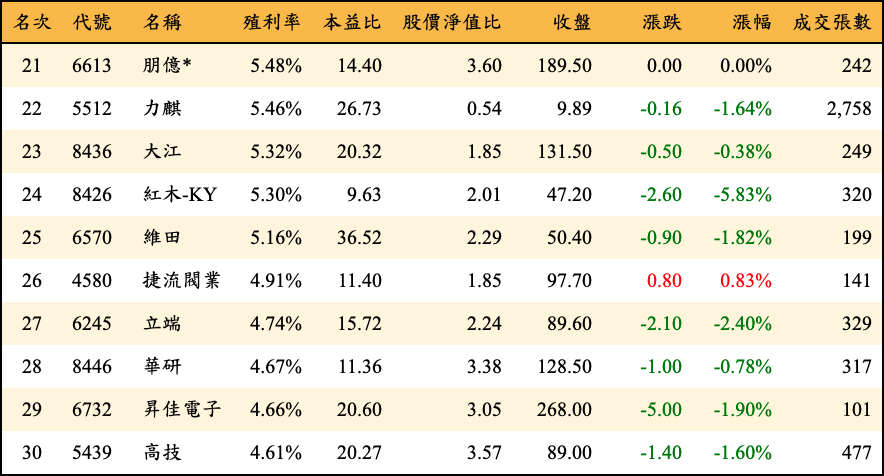 名次 代號 名稱 殖利率 本益比 股價淨值比 收盤 漲跌 漲幅 成交張數
21 6613 朋億* 5.48% 14.40 3.60 189.50 0.00 0.00% 242
22 5512 力麒 5.46% 26.73 0.54 9.89 -0.16 -1.64% 2,758
23 8436 大江 5.32% 20.32 1.85 131.50 -0.50 -0.38% 249
24 8426 紅木-KY 5.30% 9.63 2.01 47.20 -2.60 -5.83% 320
25 6570 維田 5.16% 36.52 2.29 50.40 -0.90 -1.82% 199
26 4580 捷流閥業 4.91% 11.40 1.85 97.70 0.80 0.83% 141
27 6245 立端 4.74% 15.72 2.24 89.60 -2.10 -2.40% 329
28 8446 華研 4.67% 11.36 3.38 128.50 -1.00 -0.78% 317
29 6732 昇佳電子 4.66% 20.60 3.05 268.00 -5.00 -1.90% 101
30 5439 高技 4.61% 20.27 3.57 89.00 -1.40 -1.60% 477